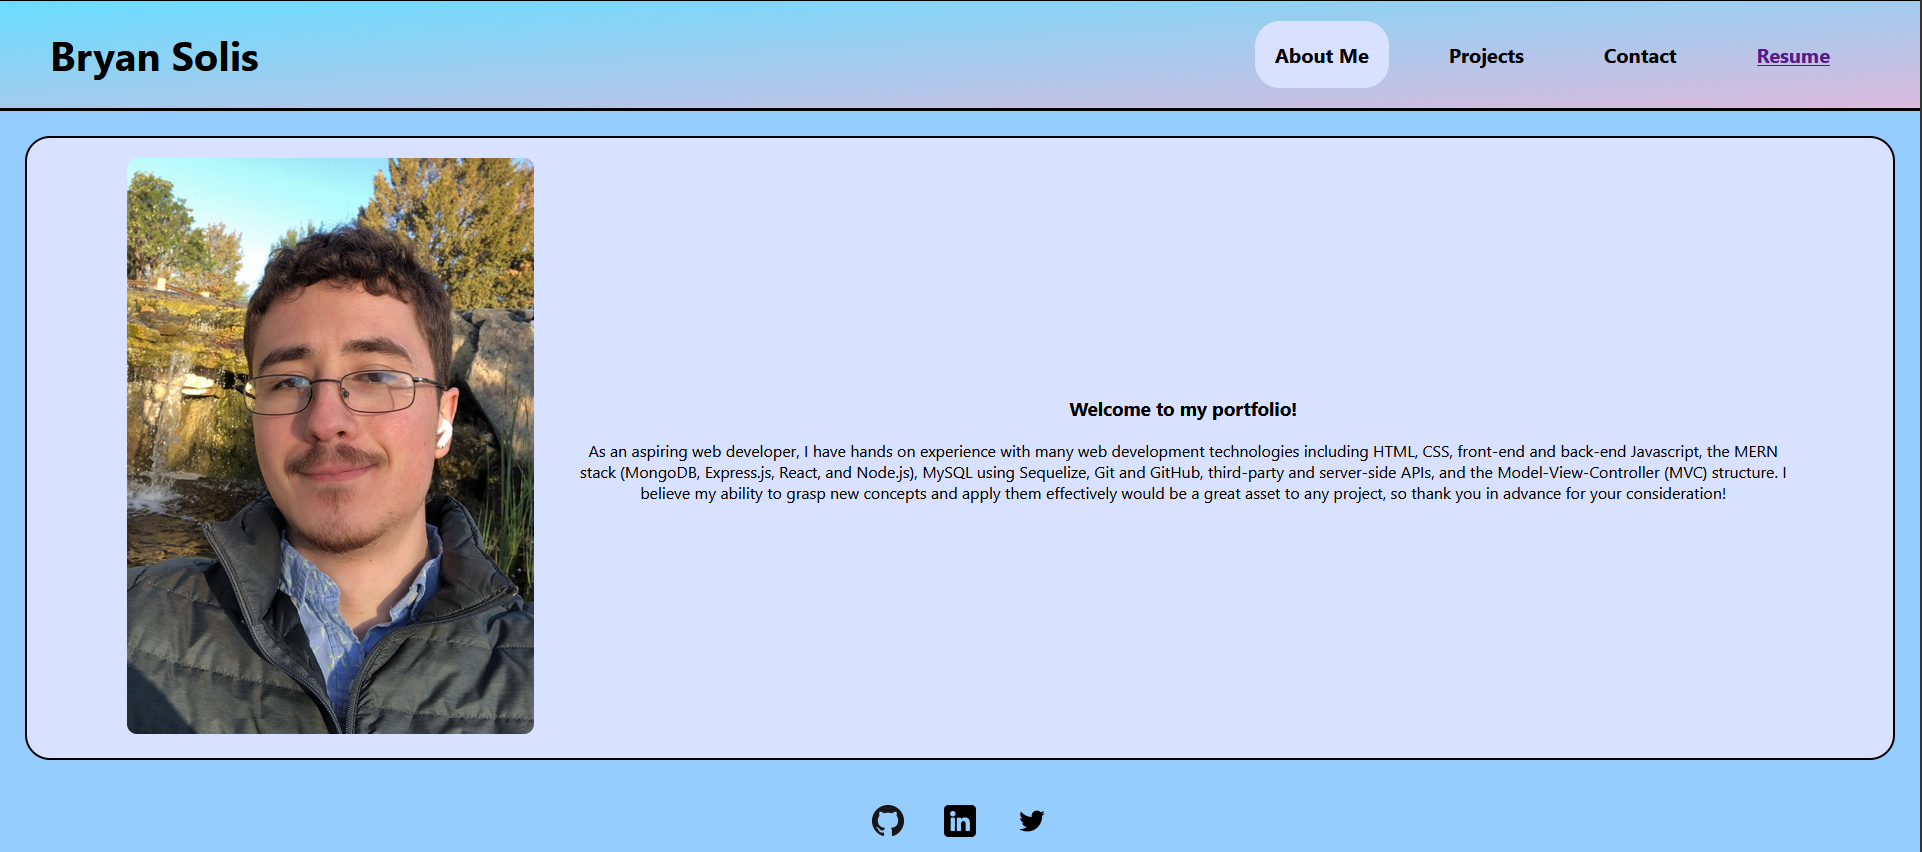 Bryan Solis
About Me
Projects
Contact
Resume
Welcome to my portfolio!
As an aspiring web developer, I have hands on experience with many web development technologies including HTML, CSS, front-end and back-end Javascript, the MERN
stack (MongoDB, Express.js, React, and Node.js), MySQL using Sequelize, Git and GitHub, third-party and server-side APIs, and the Model-View-Controller (MVC) structure. I
believe my ability to grasp new concepts and apply them effectively would be a great asset to any project, so thank you in advance for your consideration!
in